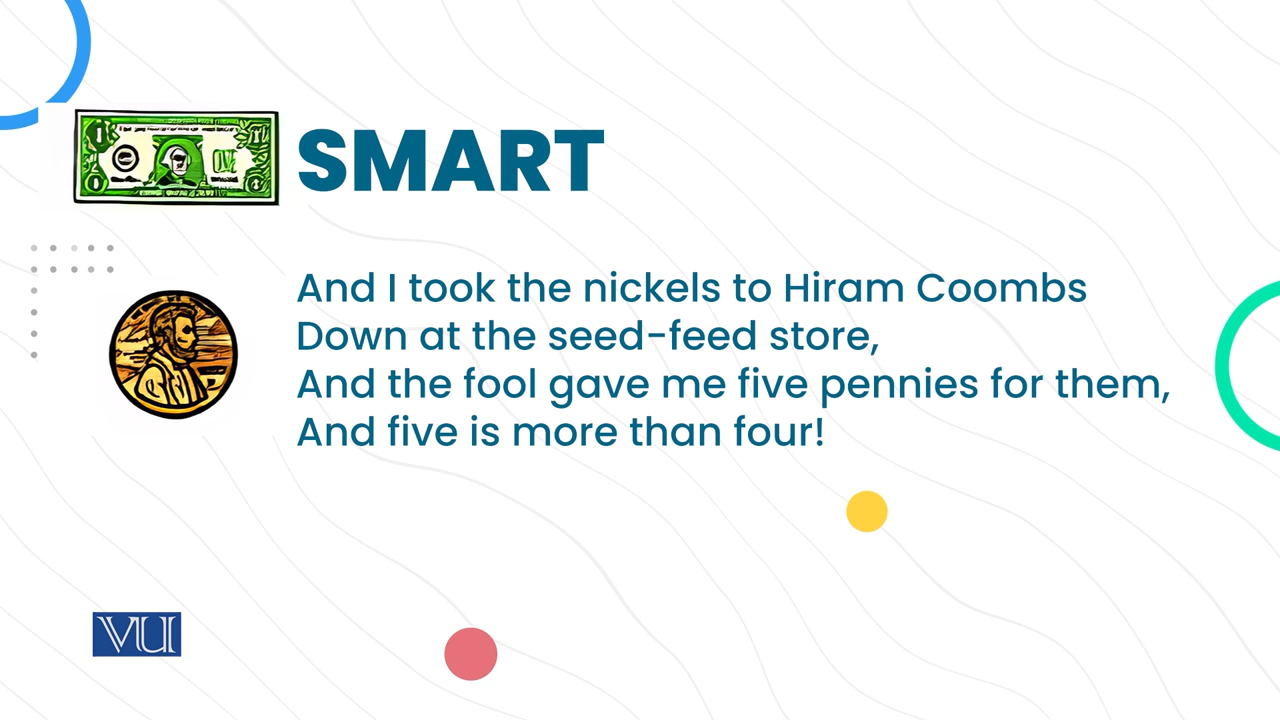 SMART
And I took the nickels to Hiram Coombs
Down at the seed-feed store,
And the fool gave me five pennies for them,
And five is more than four!
VU